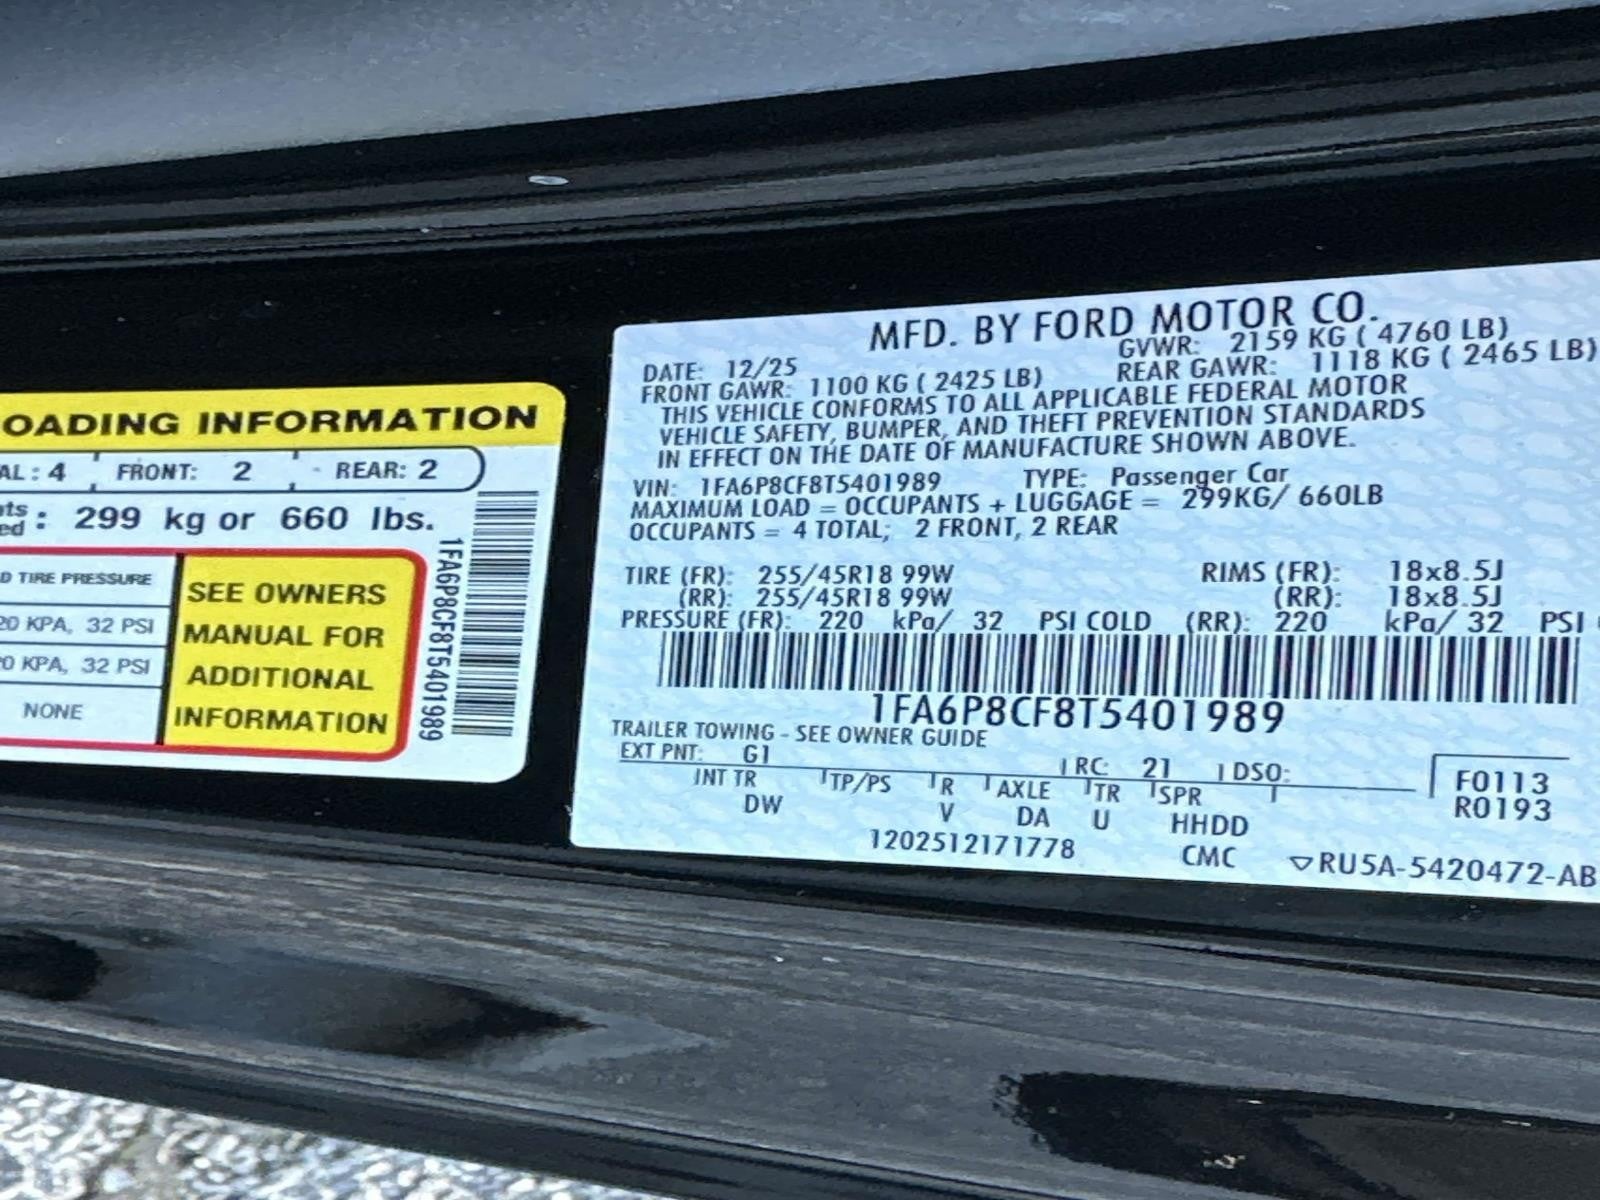 OADING INFORMATION
AL: 4 FRONT: 2 REAR: 2
nts
ed : 299 kg or 660 lbs.
D TIRE PRESSURE
20 KPA, 32 PSI
20 KPA, 32 PSI
NONE
SEE OWNERS
MANUAL FOR
ADDITIONAL
INFORMATION
1FA6P8CF8T5401989
MFD. BY FORD MOTOR CO.
DATE: 12/25 GVWR: 2159 KG ( 4760 LB)
FRONT GAWR: 1100 KG ( 2425 LB) REAR GAWR: 1118 KG ( 2465 LB)
THIS VEHICLE CONFORMS TO ALL APPLICABLE FEDERAL MOTOR
VEHICLE SAFETY, BUMPER, AND THEFT PREVENTION STANDARDS
IN EFFECT ON THE DATE OF MANUFACTURE SHOWN ABOVE.
VIN: 1FA6P8CF8T5401989 TYPE: Passenger Car
MAXIMUM LOAD = OCCUPANTS + LUGGAGE = 299KG/ 660LB
OCCUPANTS = 4 TOTAL; 2 FRONT, 2 REAR
TIRE (FR): 255/45R18 99W RIMS (FR): 18x8.5J
(RR): 255/45R18 99W (RR): 18x8.5J
PRESSURE (FR): 220 kPa/ 32 PSI COLD (RR): 220 kPa/ 32 PSI
1FA6P8CF8T5401989
TRAILER TOWING - SEE OWNER GUIDE
EXT PNT: G1 RC: 21 DSO:
INT TR TP/PS R AXLE TR SPR
DW V DA U HHDD
F0113
R0193
1202512171778 CMC ▽RU5A-5420472-AB